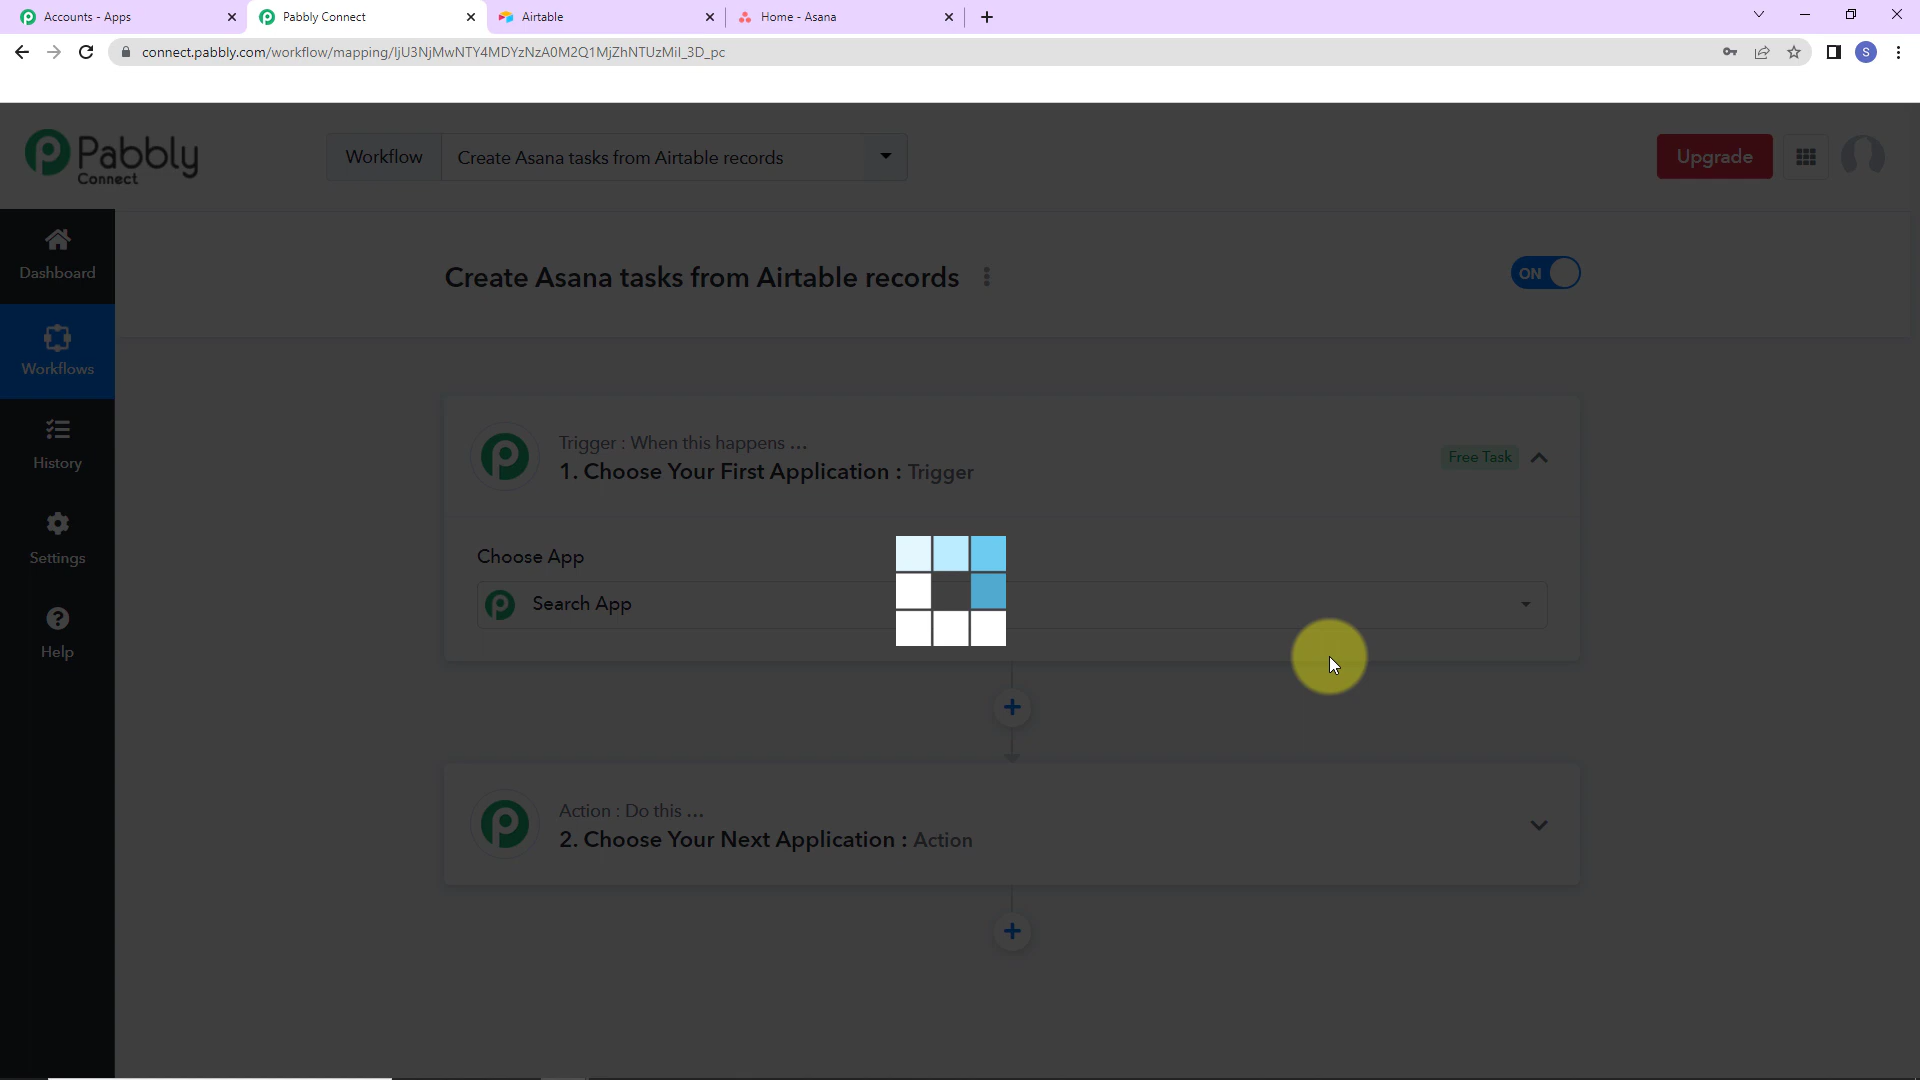 Accounts - Apps
Pabbly Connect
Airtable
Home - Asana
connect.pabbly.com/workflow/mapping/IjU3NjMwNTY4MDYzNzA0M2Q1MjZhNTUzMiI_3D_pc
S
Pabbly
Connect
Workflow
Create Asana tasks from Airtable records
Upgrade
Dashboard
Workflows
History
Settings
Help
Create Asana tasks from Airtable records
ON
Trigger : When this happens ...
1. Choose Your First Application : Trigger
Free Task
Choose App
Search App
Action : Do this ...
2. Choose Your Next Application : Action